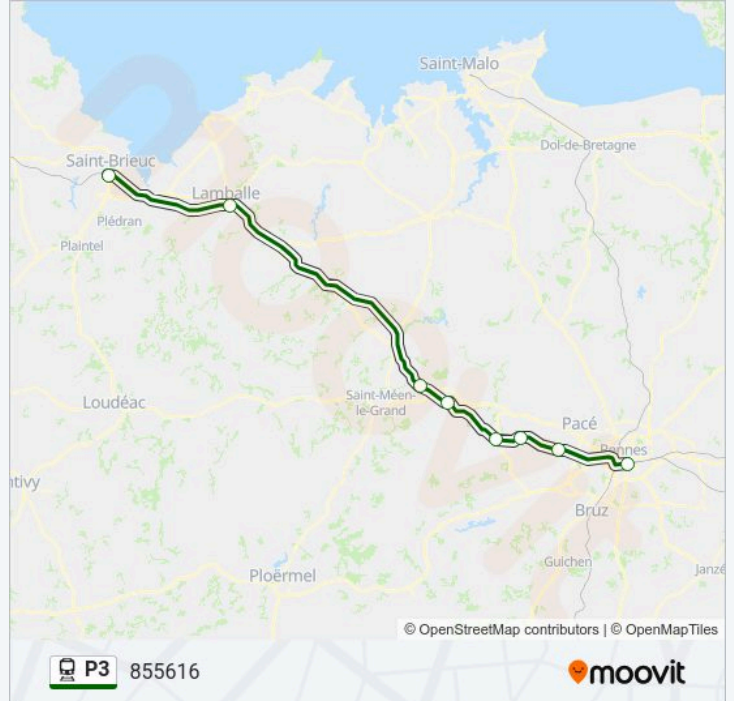 Saint-Malo
Dol-de-Bretagne
Saint-Brieuc
Lamballe
Plédran
Plaintel
Saint-Méen-
le-Grand
Loudéac
Pacé
Rennes
ntivy
Bruz
Guichen
Janzé
Ploërmel
© OpenStreetMap contributors | © OpenMapTiles
P3 855616
moovit